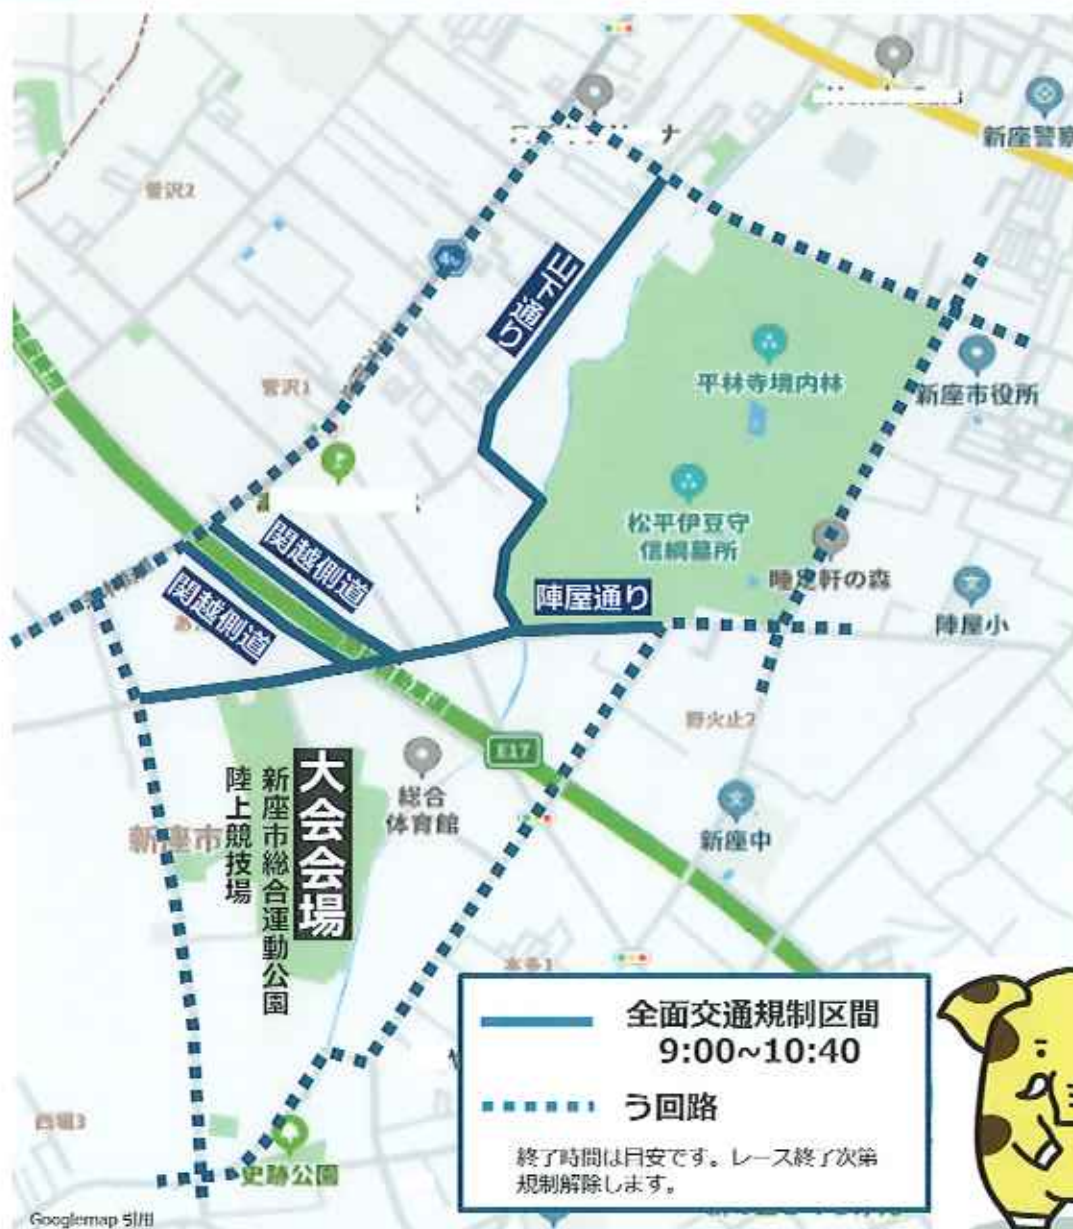 新座警察
菅沢2
山下通り
平林寺境内林
新座市役所
菅沢1
松平伊豆守
信綱墓所
睡足軒の森
関越側道
関越側道
陣屋通り
陣屋小
野火止2
E17
大会会場
新座市総合運動公園
陸上競技場
新座市
総合
体育館
新座中
本多1
全面交通規制区間
9:00~10:40
う回路
終了時間は目安です。レース終了次第
規制解除します。
西堀3
史跡公園
Googlemap 引用